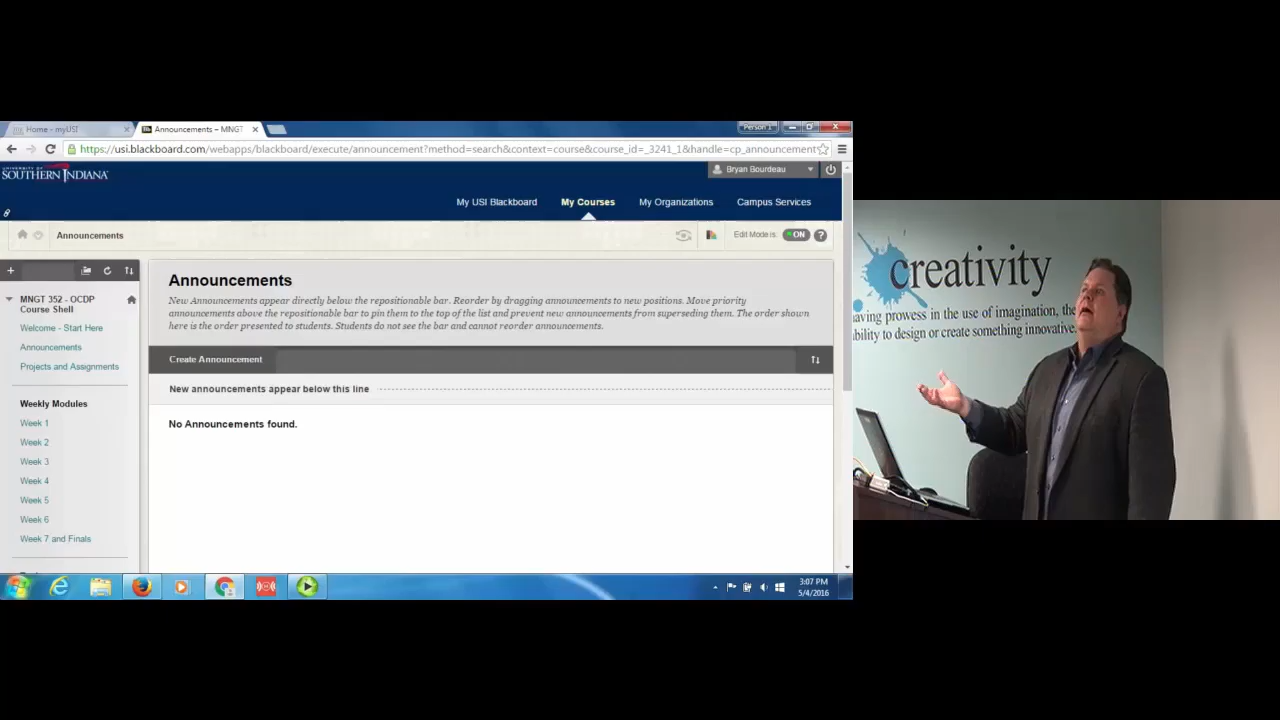 Home - myUSI
Announcements – MNGT
Person 1
https://usi.blackboard.com/webapps/blackboard/execute/announcement?method=search&context=course&course_id=_3241_1&handle=cp_announcement
UNIVERSITY OF
SOUTHERN INDIANA
Bryan Bourdeau
My USI Blackboard
My Courses
My Organizations
Campus Services
Announcements
Edit Mode is:
ON
?
MNGT 352 - OCDP
Course Shell
Welcome - Start Here
Announcements
Projects and Assignments
Weekly Modules
Week 1
Week 2
Week 3
Week 4
Week 5
Week 6
Week 7 and Finals
Announcements
New Announcements appear directly below the repositionable bar. Reorder by dragging announcements to new positions. Move priority
announcements above the repositionable bar to pin them to the top of the list and prevent new announcements from superseding them. The order shown
here is the order presented to students. Students do not see the bar and cannot reorder announcements.
Create Announcement
New announcements appear below this line
No Announcements found.
3:07 PM
5/4/2016
creativity
aving prowess in the use of imagination, the
bility to design or create something innovative.